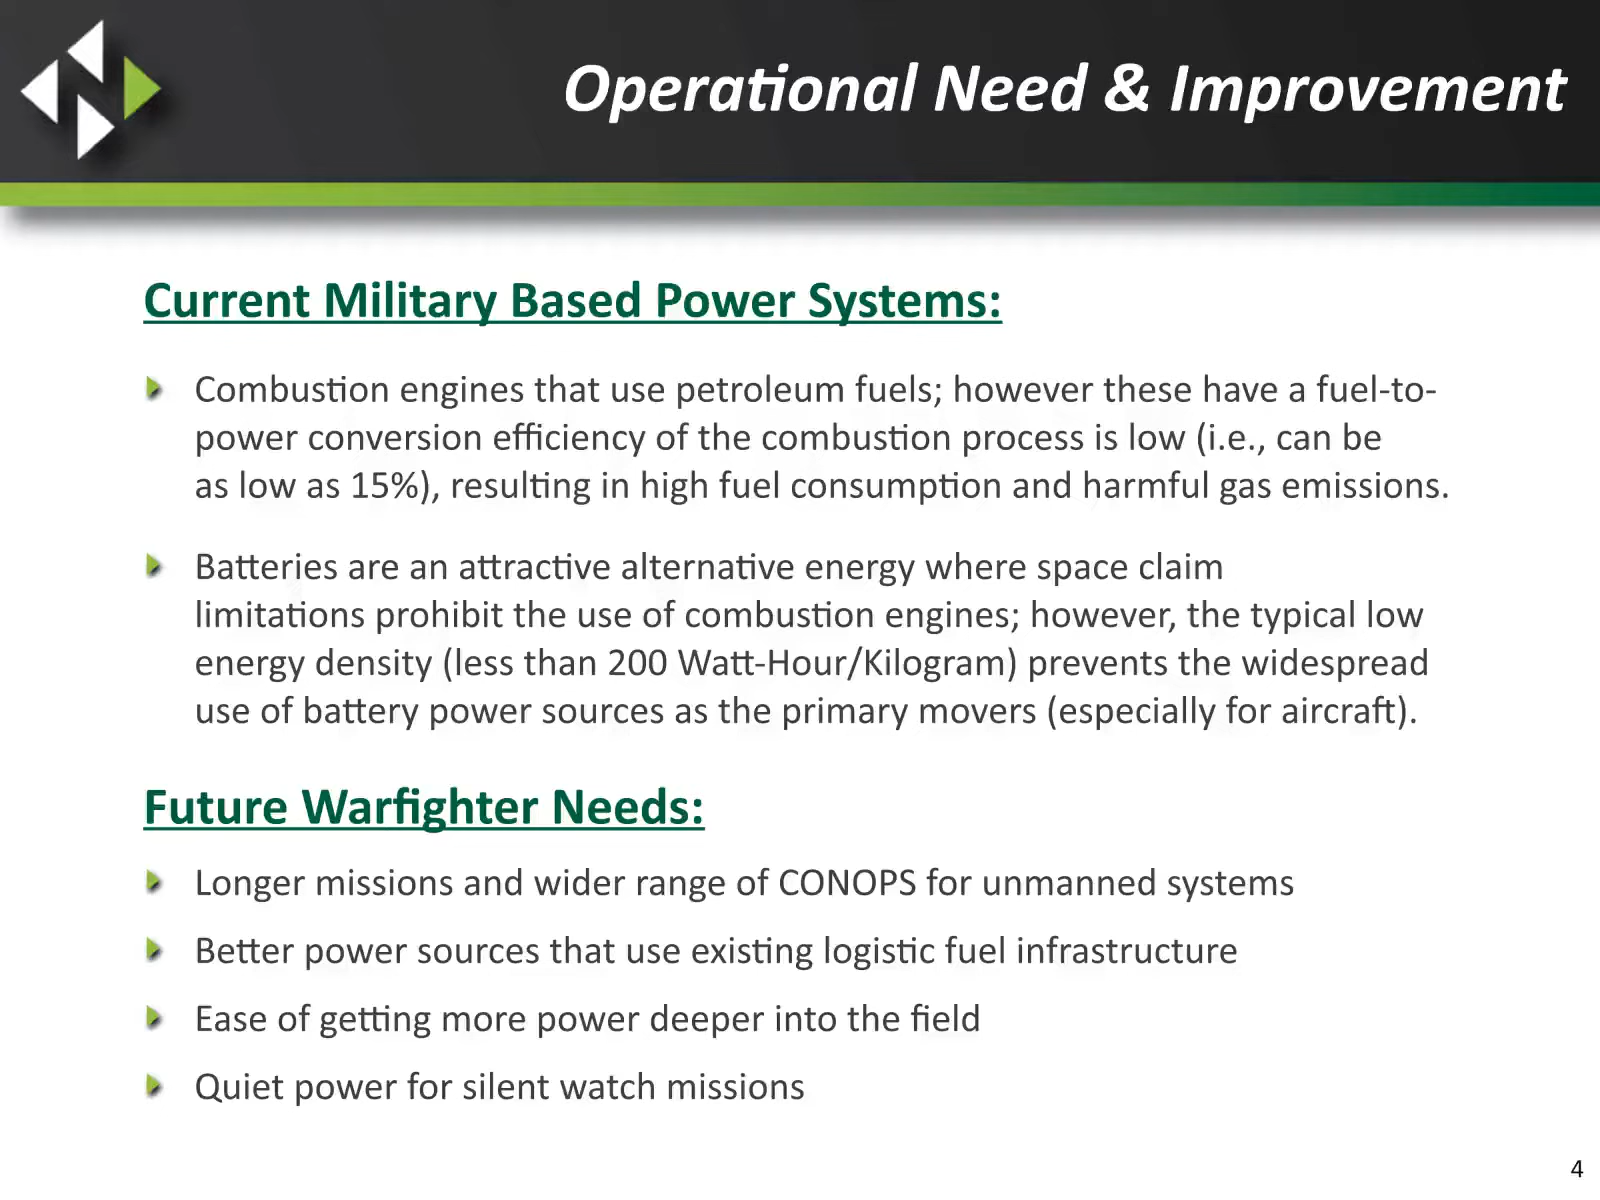 Operational Need & Improvement
Current Military Based Power Systems:
Combustion engines that use petroleum fuels; however these have a fuel-to-
power conversion efficiency of the combustion process is low (i.e., can be
as low as 15%), resulting in high fuel consumption and harmful gas emissions.
Batteries are an attractive alternative energy where space claim
limitations prohibit the use of combustion engines; however, the typical low
energy density (less than 200 Watt-Hour/Kilogram) prevents the widespread
use of battery power sources as the primary movers (especially for aircraft).
Future Warfighter Needs:
Longer missions and wider range of CONOPS for unmanned systems
Better power sources that use existing logistic fuel infrastructure
Ease of getting more power deeper into the field
Quiet power for silent watch missions
4